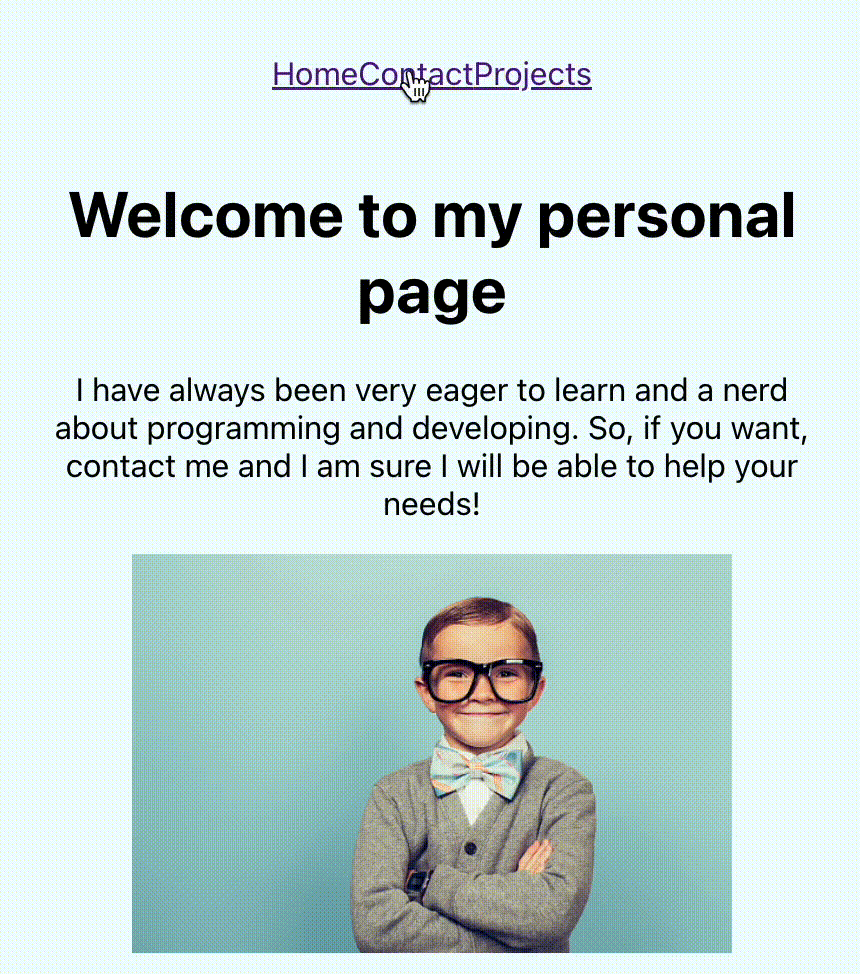 HomeContactProjects
Welcome to my personal
page
I have always been very eager to learn and a nerd
about programming and developing. So, if you want,
contact me and I am sure I will be able to help your
needs!